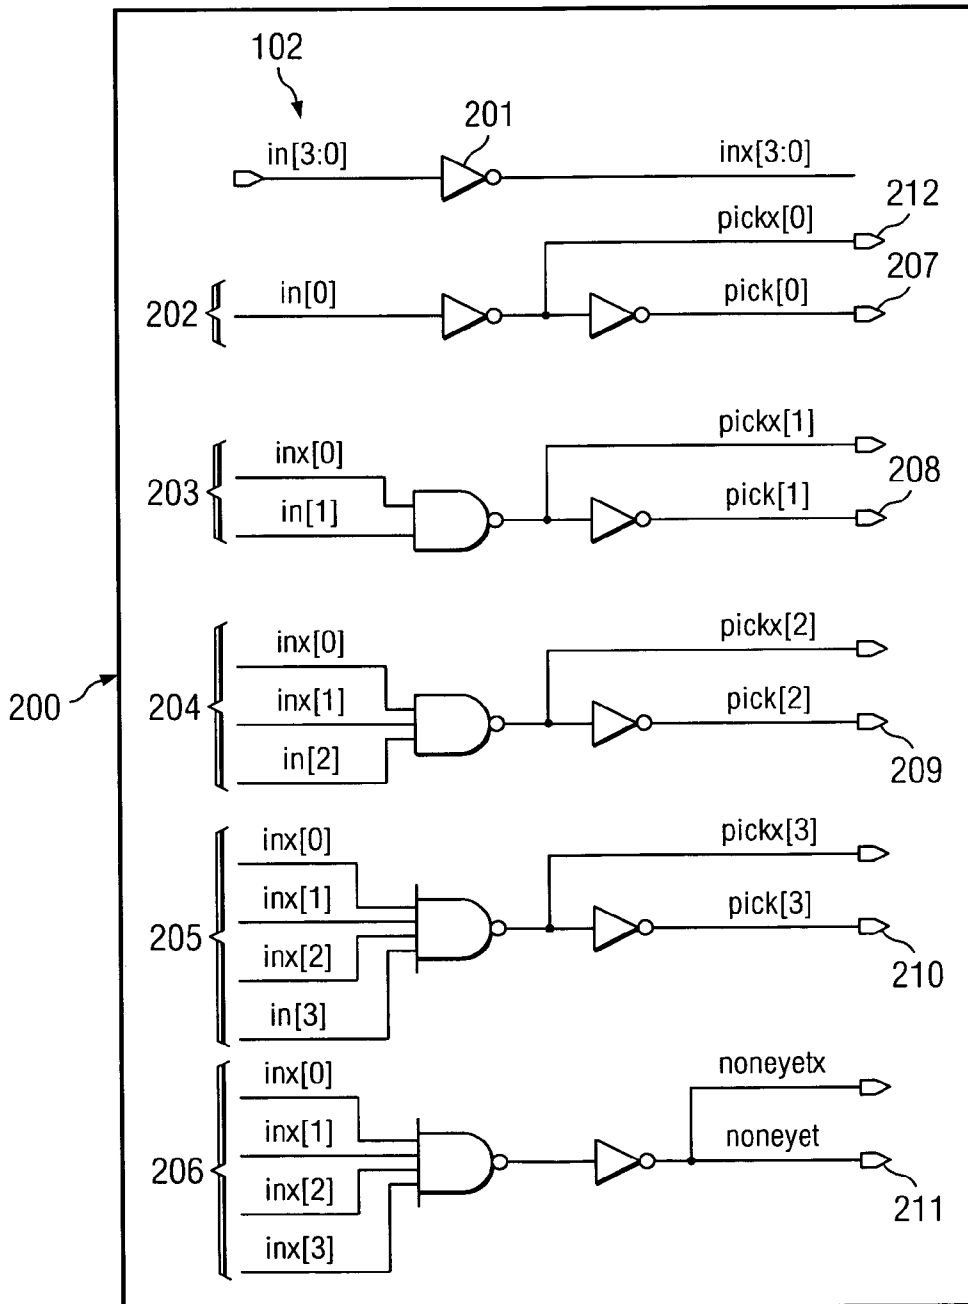 102
in[3:0]
201
inx[3:0]
pickx[0]
212
202
in[0]
pick[0]
207
203
inx[0]
in[1]
pickx[1]
pick[1]
208
200
204
inx[0]
inx[1]
in[2]
pickx[2]
pick[2]
209
205
inx[0]
inx[1]
inx[2]
in[3]
pickx[3]
pick[3]
210
206
inx[0]
inx[1]
inx[2]
inx[3]
noneyetx
noneyet
211